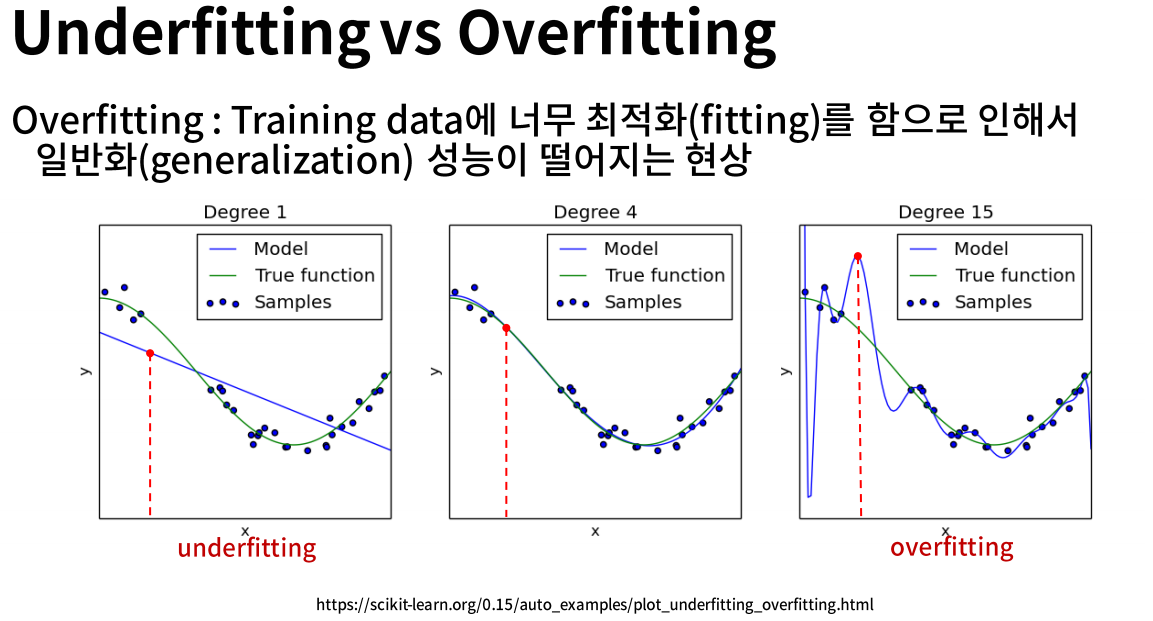 Underfitting vs Overfitting
Overfitting : Training data에 너무 최적화(fitting)를 함으로 인해서
일반화(generalization) 성능이 떨어지는 현상
Degree 1
Model
True function
Samples
y
x
underfitting
Degree 4
Model
True function
Samples
y
x
Degree 15
Model
True function
Samples
y
x
overfitting
https://scikit-learn.org/0.15/auto_examples/plot_underfitting_overfitting.html